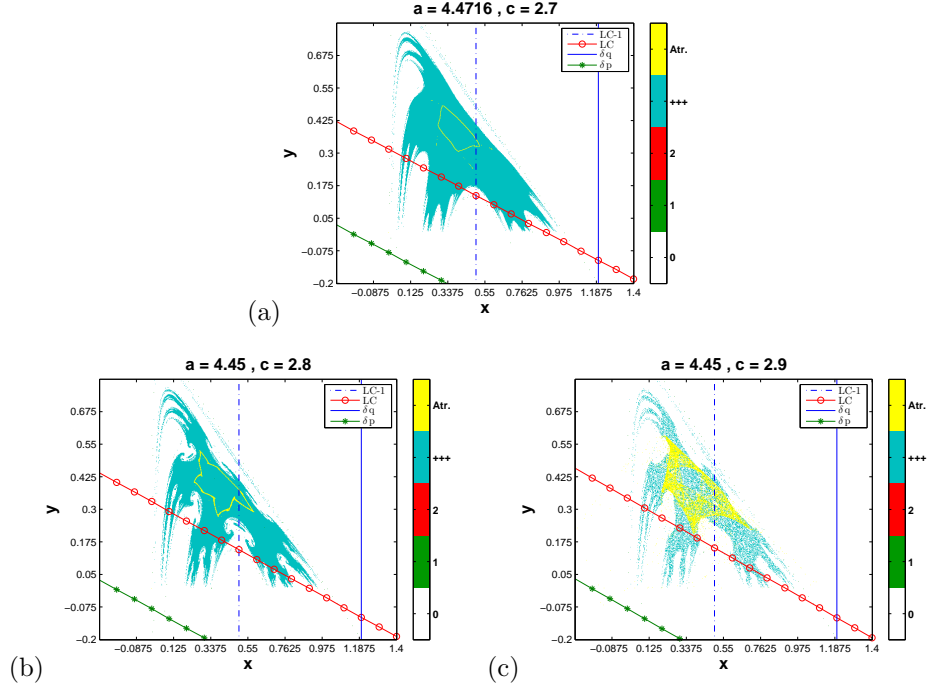 a = 4.4716 , c = 2.7
LC-1
LC
δq
δp
0.675
0.55
0.425
0.3
0.175
0.05
−0.075
−0.2
y
−0.0875 0.125 0.3375 0.55 0.7625 0.975 1.1875 1.4
x
Atr.
+++
2
1
0
(a)
a = 4.45 , c = 2.8
LC-1
LC
δq
δp
0.675
0.55
0.425
0.3
0.175
0.05
−0.075
−0.2
y
−0.0875 0.125 0.3375 0.55 0.7625 0.975 1.1875 1.4
x
Atr.
+++
2
1
0
(b)
a = 4.45 , c = 2.9
LC-1
LC
δq
δp
0.675
0.55
0.425
0.3
0.175
0.05
−0.075
−0.2
y
−0.0875 0.125 0.3375 0.55 0.7625 0.975 1.1875 1.4
x
Atr.
+++
2
1
0
(c)